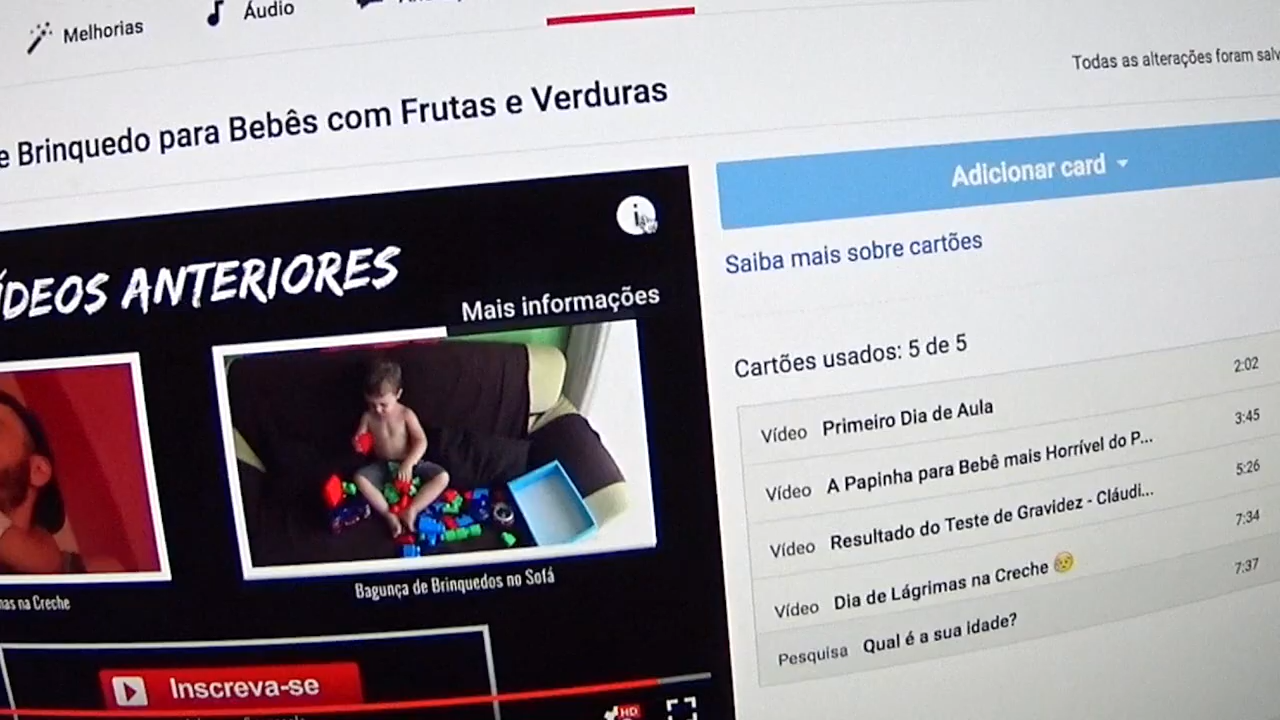 Melhorias
Áudio
Todas as alterações foram salv
e Brinquedo para Bebês com Frutas e Verduras
Adicionar card
Saiba mais sobre cartões
ÍDEOS ANTERIORES
Mais informações
Cartões usados: 5 de 5
Vídeo Primeiro Dia de Aula 2:02
Vídeo A Papinha para Bebê mais Horrível do P... 3:45
Vídeo Resultado do Teste de Gravidez - Cláudi... 5:26
Vídeo Dia de Lágrimas na Creche 7:34
Pesquisa Qual é a sua idade? 7:37
mas na Creche
Bagunça de Brinquedos no Sofá
Inscreva-se
HD